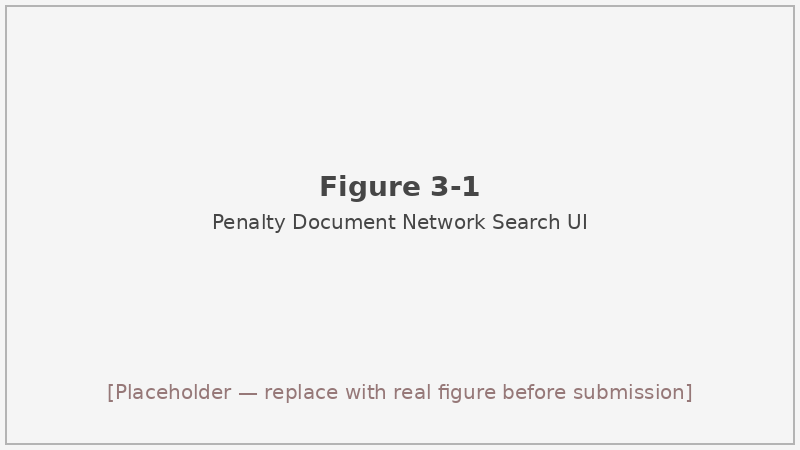 Figure 3-1
Penalty Document Network Search UI
[Placeholder — replace with real figure before submission]